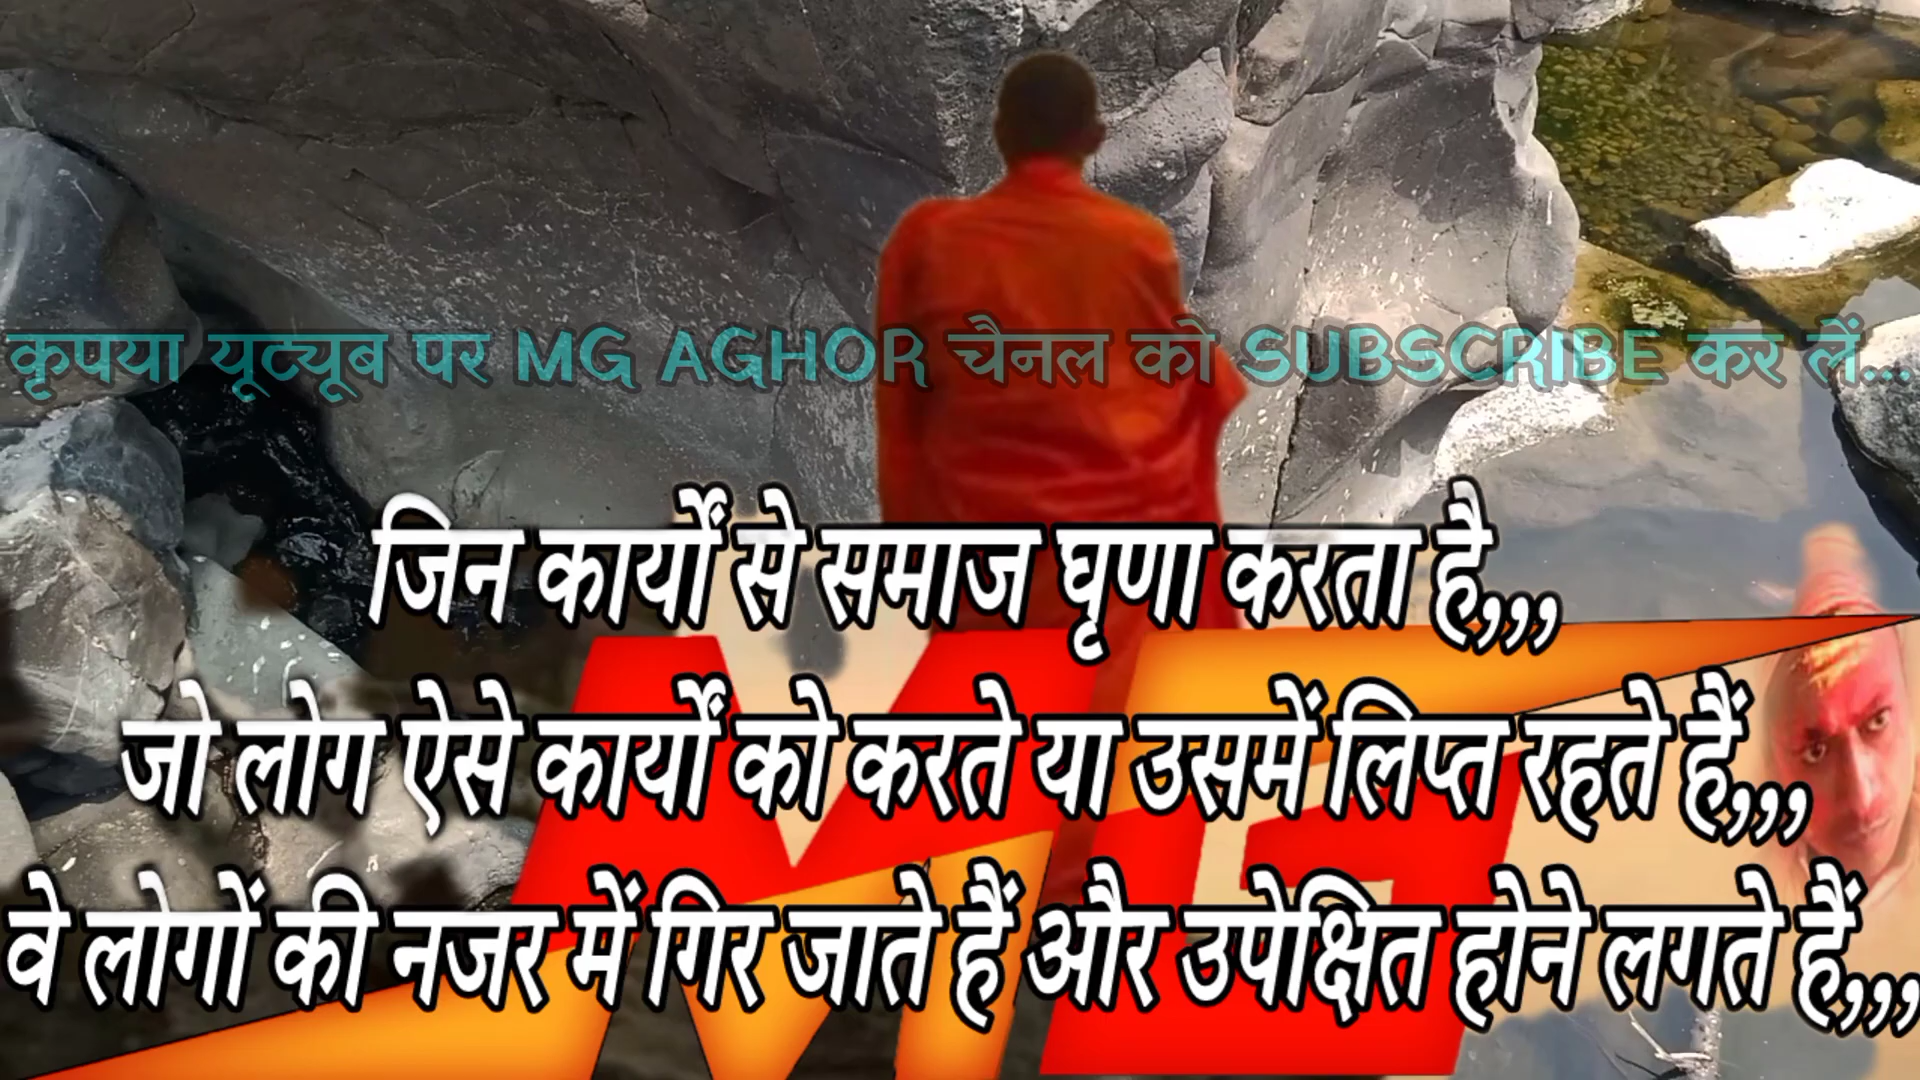 कृपया यूट्यूब पर MG AGHOR चैनल को SUBSCRIBE कर लें...
जिन कार्यों से समाज घृणा करता है,,,
जो लोग ऐसे कार्यों को करते या उसमें लिप्त रहते हैं,,,
वे लोगों की नजर में गिर जाते हैं और उपेक्षित होने लगते हैं,,,
MG